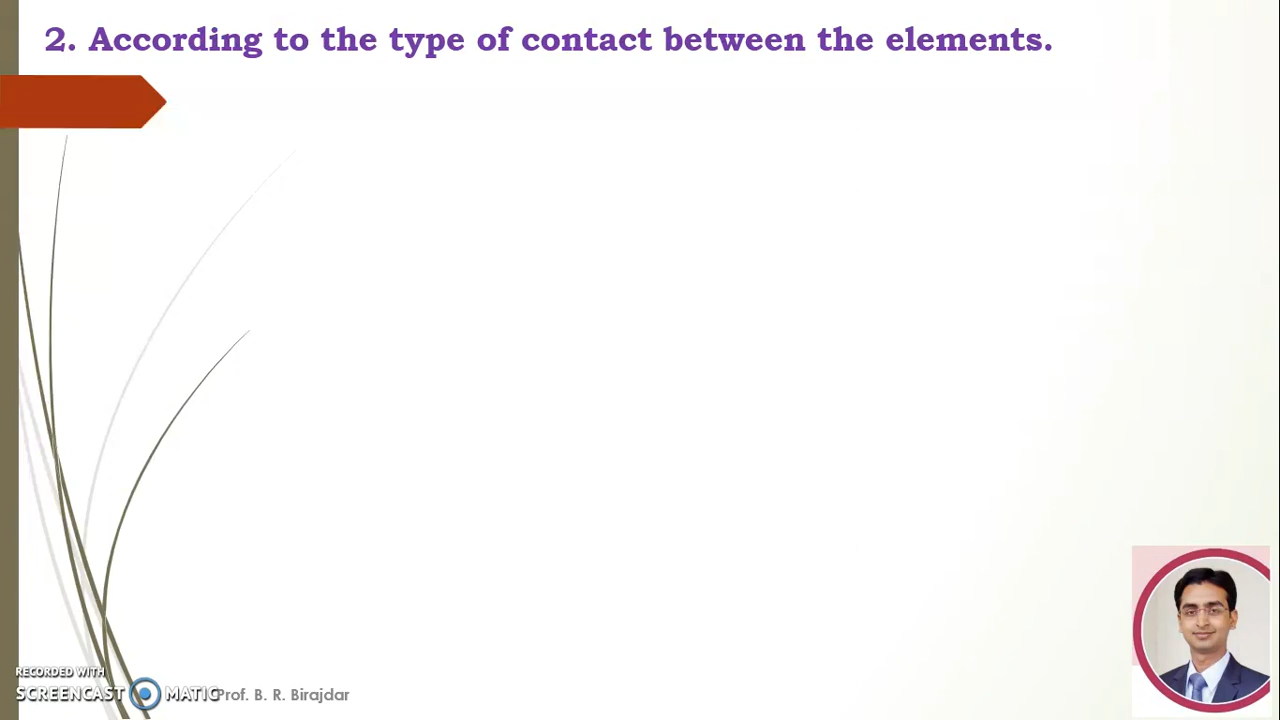 2. According to the type of contact between the elements.
RECORDED WITH
SCREENCAST MATIC
Prof. B. R. Birajdar